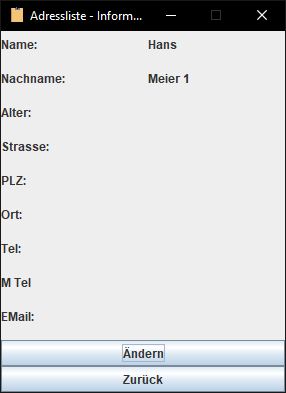 Adressliste - Inform...
Name: Hans
Nachname: Meier 1
Alter:
Strasse:
PLZ:
Ort:
Tel:
M Tel
EMail:
Ändern
Zurück